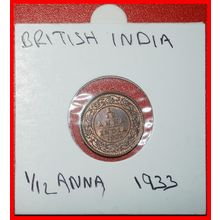 BRITISH INDIA
1/12 ANNA 1933